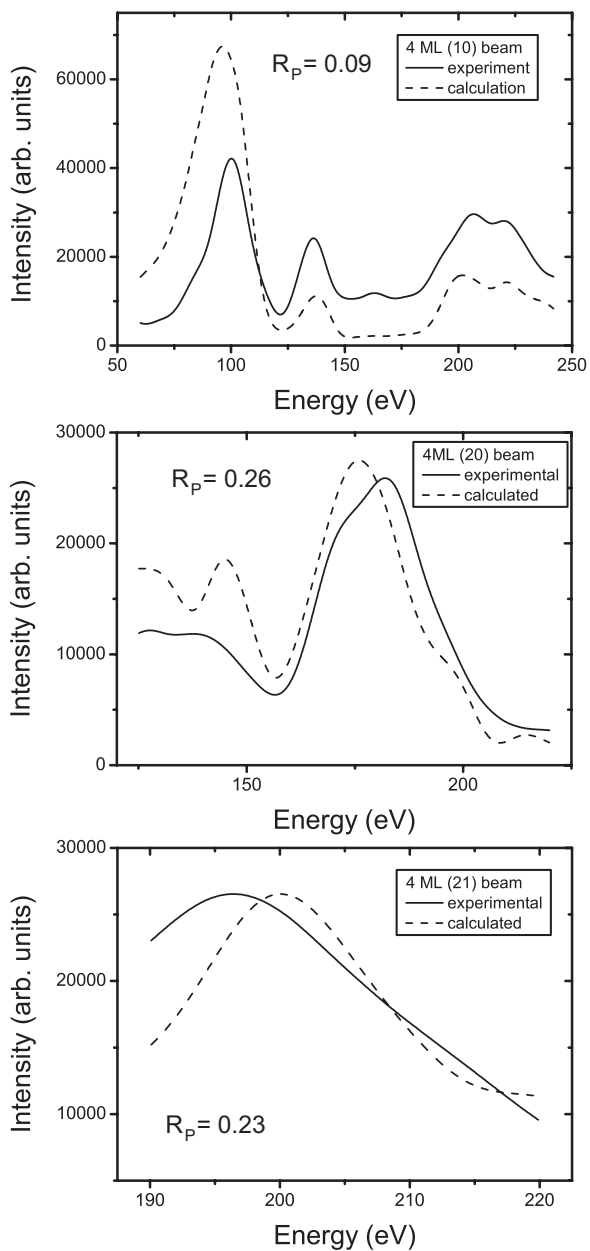 4 ML (10) beam
experiment
calculation
R_P= 0.09
Intensity (arb. units)
60000
40000
20000
0
50
100
150
200
250
Energy (eV)
4ML (20) beam
experimental
calculated
R_P= 0.26
Intensity (arb. units)
30000
20000
10000
0
150
200
Energy (eV)
4 ML (21) beam
experimental
calculated
R_P= 0.23
Intensity (arb. units)
30000
20000
10000
190
200
210
220
Energy (eV)